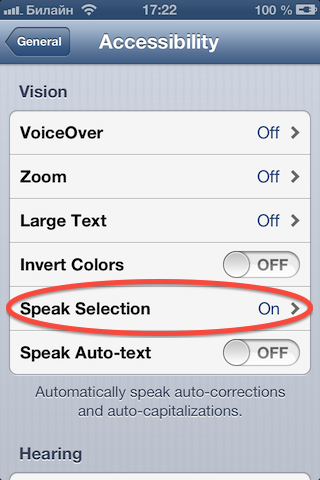 Билайн 17:22 100 %
General Accessibility
Vision
VoiceOver Off
Zoom Off
Large Text Off
Invert Colors OFF
Speak Selection On
Speak Auto-text OFF
Automatically speak auto-corrections
and auto-capitalizations.
Hearing